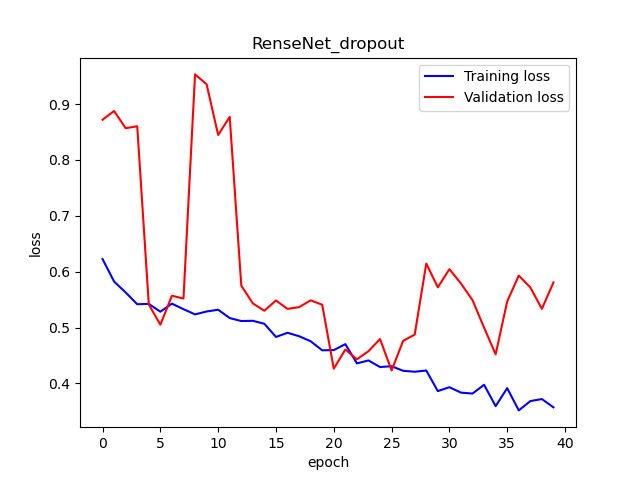 RenseNet_dropout
Training loss
Validation loss
loss
0.9
0.8
0.7
0.6
0.5
0.4
0 5 10 15 20 25 30 35 40
epoch